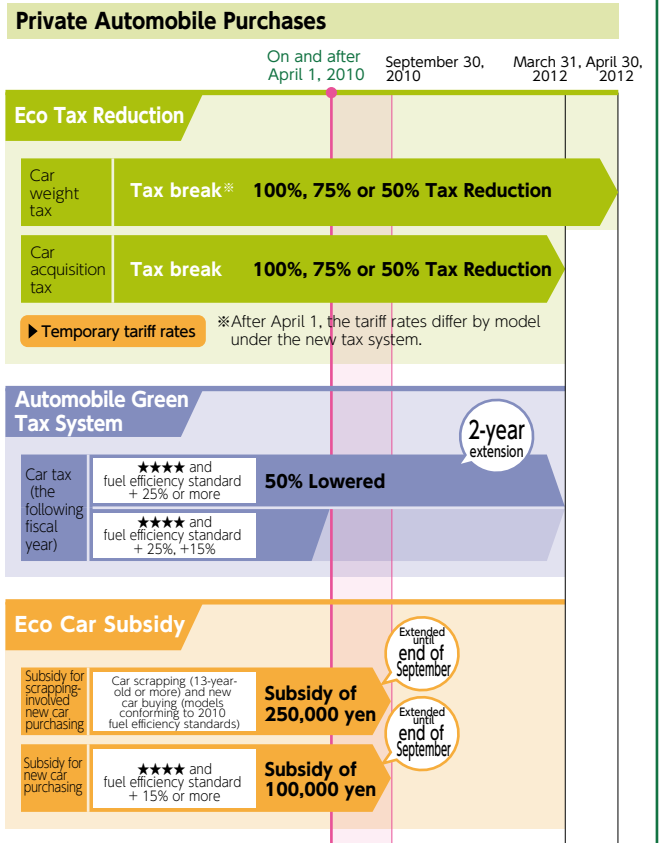 Private Automobile Purchases
On and after
April 1, 2010
September 30,
2010
March 31,
2012
April 30,
2012
Eco Tax Reduction
Car
weight
tax
Tax break※
100%, 75% or 50% Tax Reduction
Car
acquisition
tax
Tax break
100%, 75% or 50% Tax Reduction
▶ Temporary tariff rates
※After April 1, the tariff rates differ by model
under the new tax system.
Automobile Green
Tax System
2-year
extension
Car tax
(the
following
fiscal
year)
★★★★ and
fuel efficiency standard
+ 25% or more
50% Lowered
★★★★ and
fuel efficiency standard
+ 25%, +15%
Eco Car Subsidy
Extended
until
end of
September
Subsidy for
scrapping-
involved
new car
purchasing
Car scrapping (13-year-
old or more) and new
car buying (models
conforming to 2010
fuel efficiency standards)
Subsidy of
250,000 yen
Extended
until
end of
September
Subsidy for
new car
purchasing
★★★★ and
fuel efficiency standard
+ 15% or more
Subsidy of
100,000 yen